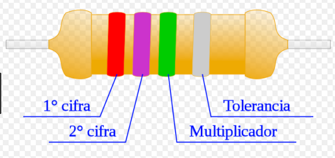 1° cifra
Tolerancia
2° cifra
Multiplicador